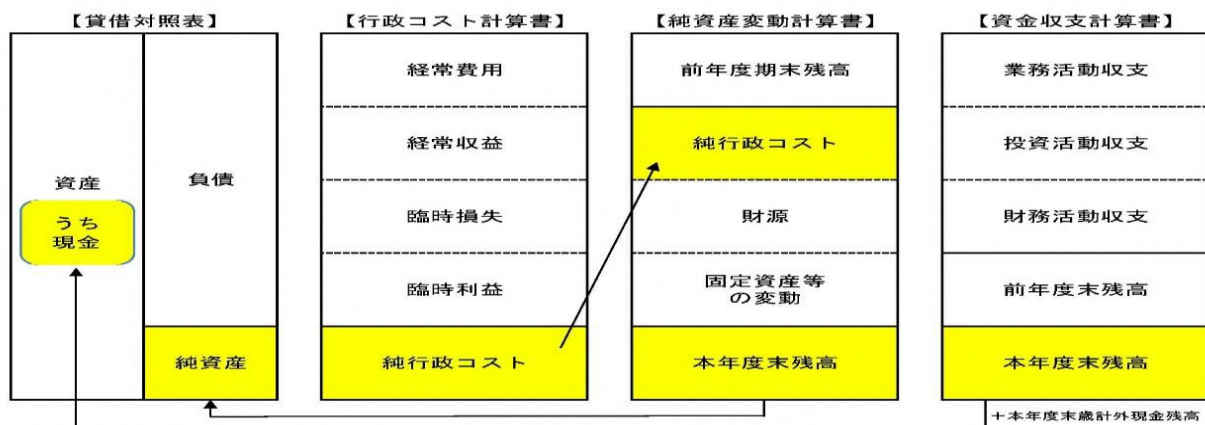 【貸借対照表】
資産
うち
現金
負債
純資産
【行政コスト計算書】
経常費用
経常収益
臨時損失
臨時利益
純行政コスト
【純資産変動計算書】
前年度期末残高
純行政コスト
財源
固定資産等
の変動
本年度末残高
【資金収支計算書】
業務活動収支
投資活動収支
財務活動収支
前年度末残高
本年度末残高
＋本年度末歳計外現金残高